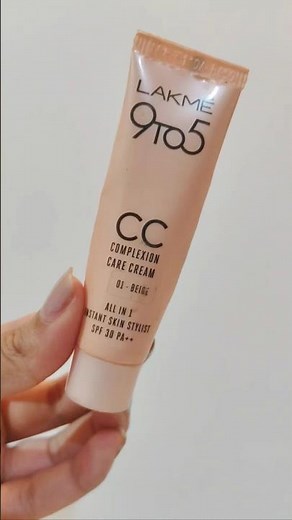 LAKMÉ
9TO5
CC
COMPLEXION
CARE CREAM
01 - BEIGE
ALL IN 1
INSTANT SKIN STYLIST
SPF 30 PA++